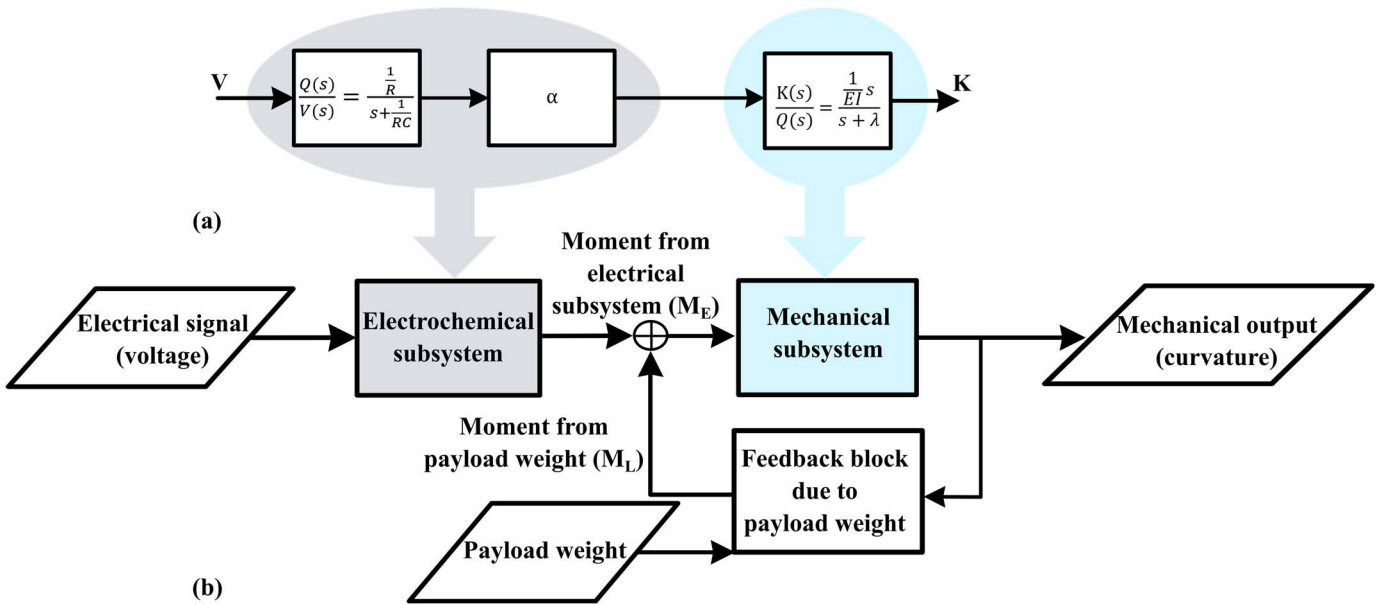 V
Q(s)/V(s) = (1/R)/(s+1/RC)
α
K(s)/Q(s) = (1/EI s)/(s + λ)
K
(a)
Moment from
electrical
subsystem (M_E)
Electrical signal
(voltage)
Electrochemical
subsystem
Mechanical
subsystem
Mechanical output
(curvature)
Moment from
payload weight (M_L)
Feedback block
due to
payload weight
Payload weight
(b)